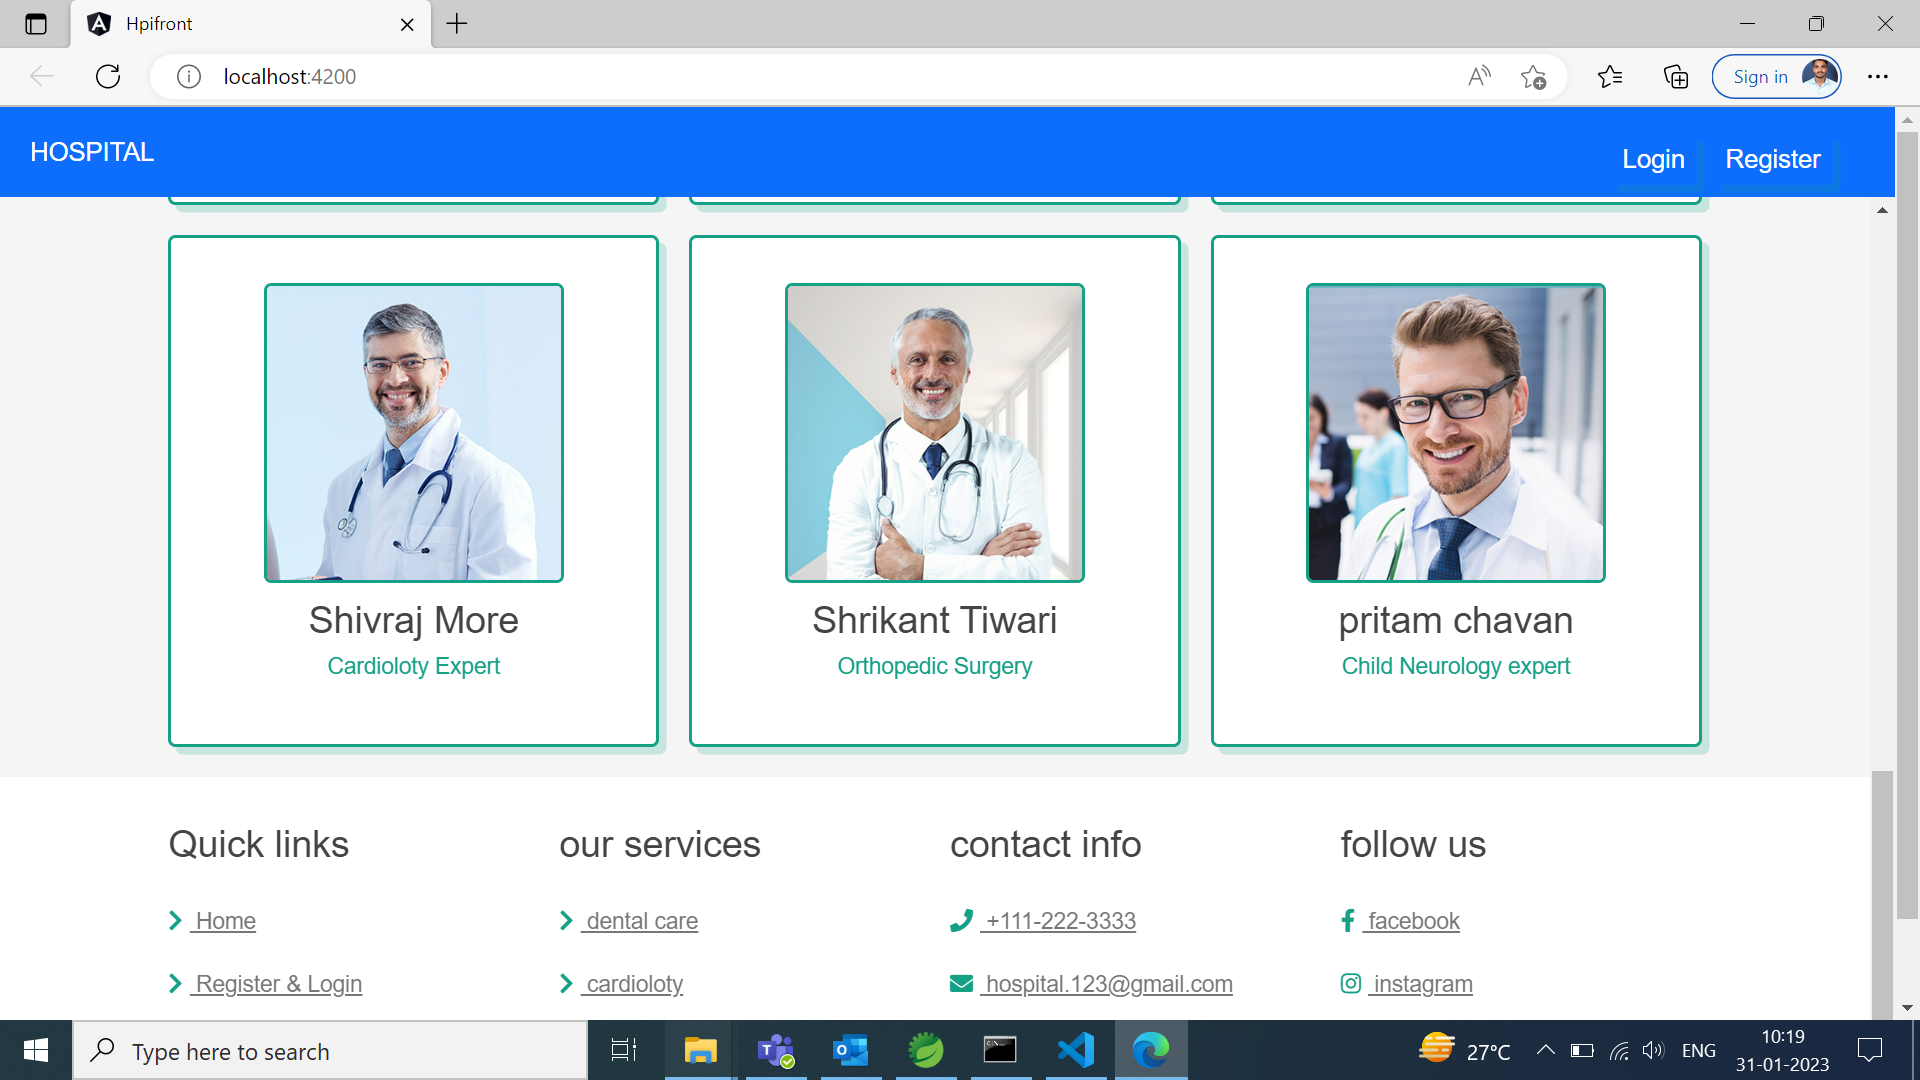 Hpifront
localhost:4200
Sign in
HOSPITAL
Login
Register
Shivraj More
Cardioloty Expert
Shrikant Tiwari
Orthopedic Surgery
pritam chavan
Child Neurology expert
Quick links
Home
Register & Login
our services
dental care
cardioloty
contact info
+111-222-3333
hospital.123@gmail.com
follow us
facebook
instagram
Type here to search
27°C
ENG
10:19
31-01-2023